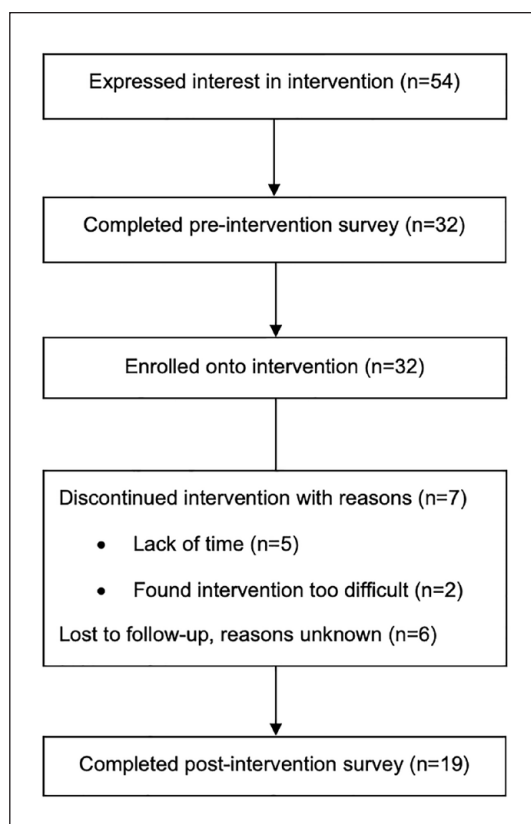 Expressed interest in intervention (n=54)
Completed pre-intervention survey (n=32)
Enrolled onto intervention (n=32)
Discontinued intervention with reasons (n=7)
• Lack of time (n=5)
• Found intervention too difficult (n=2)
Lost to follow-up, reasons unknown (n=6)
Completed post-intervention survey (n=19)